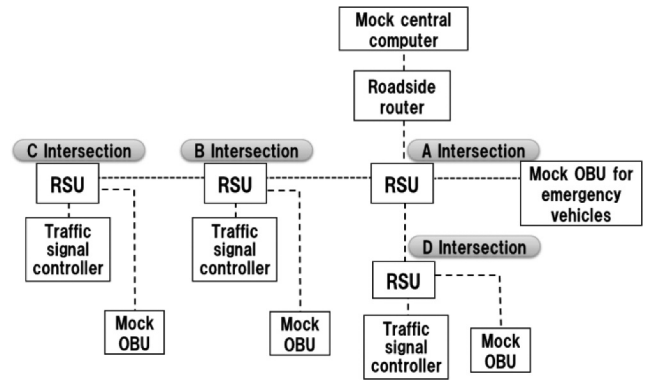 Mock central
computer
Roadside
router
C Intersection
B Intersection
A Intersection
RSU
RSU
RSU
Mock OBU for
emergency
vehicles
Traffic
signal
controller
Traffic
signal
controller
D Intersection
RSU
Mock
OBU
Mock
OBU
Traffic
signal
controller
Mock
OBU